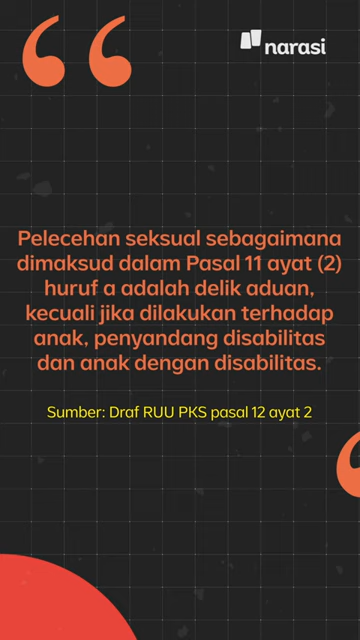 narasi
Pelecehan seksual sebagaimana
dimaksud dalam Pasal 11 ayat (2)
huruf a adalah delik aduan,
kecuali jika dilakukan terhadap
anak, penyandang disabilitas
dan anak dengan disabilitas.
Sumber: Draf RUU PKS pasal 12 ayat 2